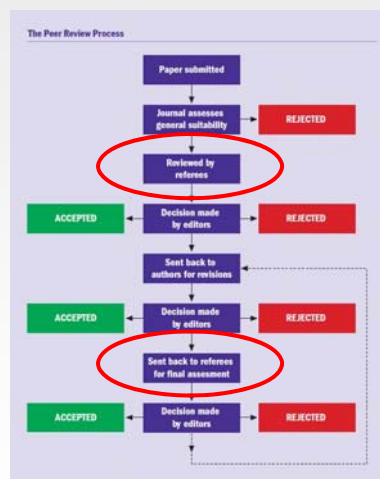 The Peer Review Process
Paper submitted
Journal assesses
general suitability
REJECTED
Reviewed by
referees
ACCEPTED
Decision made
by editors
REJECTED
Sent back to
authors for revisions
ACCEPTED
Decision made
by editors
REJECTED
Sent back to referees
for final assesment
ACCEPTED
Decision made
by editors
REJECTED